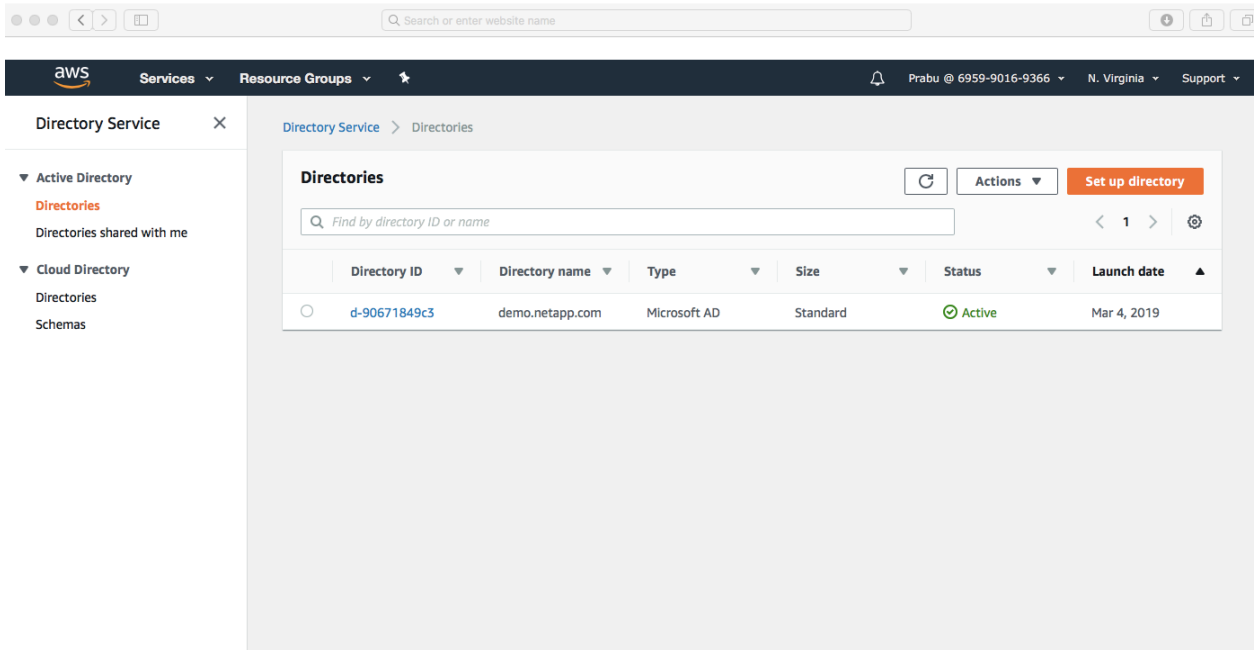 Search or enter website name
aws Services Resource Groups Prabu @ 6959-9016-9366 N. Virginia Support
Directory Service
Active Directory
Directories
Directories shared with me
Cloud Directory
Directories
Schemas
Directory Service > Directories
Directories
Actions Set up directory
Find by directory ID or name
1
Directory ID Directory name Type Size Status Launch date
d-90671849c3 demo.netapp.com Microsoft AD Standard Active Mar 4, 2019